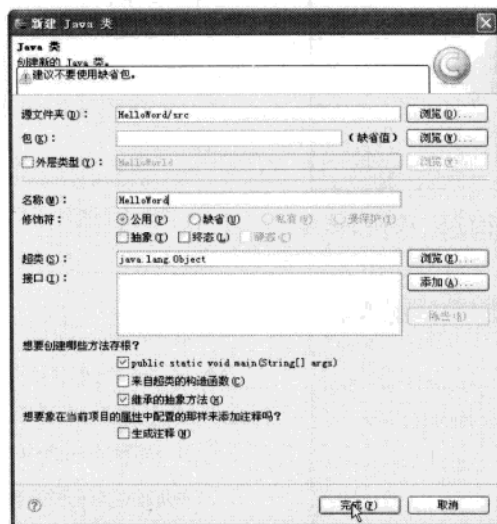 新建 Java 类
Java 类
创建新的 Java 类。
建议不要使用缺省包。
源文件夹(D): HelloWord/src 浏览(O)...
包(K): (缺省值) 浏览(W)...
外层类型(Y): HelloWorld 浏览(W)...
名称(M): HelloWord
修饰符: 公用(P) 缺省(U) 私有(V) 受保护(T)
抽象(T) 终态(L) 静态(C)
超类(S): java.lang.Object 浏览(E)...
接口(I): 添加(A)...
除去(R)
想要创建哪些方法存根?
public static void main(String[] args)
来自超类的构造函数(C)
继承的抽象方法(H)
想要象在当前项目的属性中配置的那样来添加注释吗?
生成注释(N)
完成(F) 取消